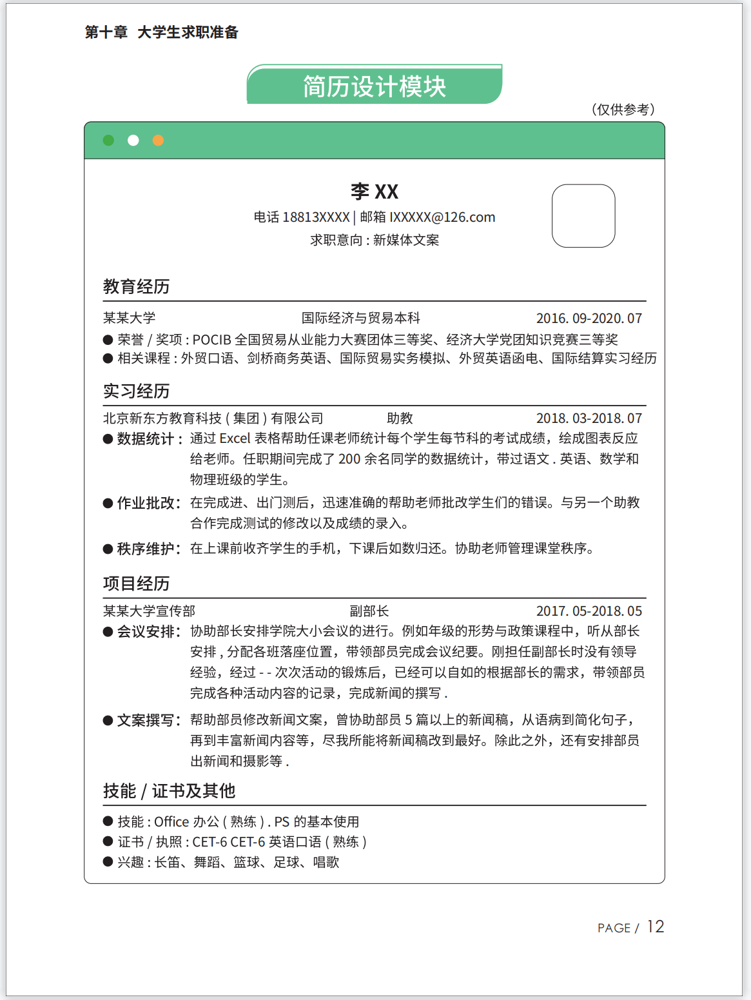 第十章 大学生求职准备
简历设计模块
（仅供参考）
李 XX
电话 18813XXXX | 邮箱 IXXXXX@126.com
求职意向 : 新媒体文案
教育经历
某某大学 国际经济与贸易本科 2016. 09-2020. 07
● 荣誉 / 奖项 : POCIB 全国贸易从业能力大赛团体三等奖、经济大学党团知识竞赛三等奖
● 相关课程 : 外贸口语、剑桥商务英语、国际贸易实务模拟、外贸英语函电、国际结算实习经历
实习经历
北京新东方教育科技 ( 集团 ) 有限公司 助教 2018. 03-2018. 07
● 数据统计 : 通过 Excel 表格帮助任课老师统计每个学生每节科的考试成绩，绘成图表反应
给老师。任职期间完成了 200 余名同学的数据统计，带过语文 . 英语、数学和
物理班级的学生。
● 作业批改： 在完成进、出门测后，迅速准确的帮助老师批改学生们的错误。与另一个助教
合作完成测试的修改以及成绩的录入。
● 秩序维护： 在上课前收齐学生的手机，下课后如数归还。协助老师管理课堂秩序。
项目经历
某某大学宣传部 副部长 2017. 05-2018. 05
● 会议安排： 协助部长安排学院大小会议的进行。例如年级的形势与政策课程中，听从部长
安排 , 分配各班落座位置，带领部员完成会议纪要。刚担任副部长时没有领导
经验，经过 - - 次次活动的锻炼后，已经可以自如的根据部长的需求，带领部员
完成各种活动内容的记录，完成新闻的撰写 .
● 文案撰写： 帮助部员修改新闻文案，曾协助部员 5 篇以上的新闻稿，从语病到简化句子，
再到丰富新闻内容等，尽我所能将新闻稿改到最好。除此之外，还有安排部员
出新闻和摄影等 .
技能 / 证书及其他
● 技能 : Office 办公 ( 熟练 ) . PS 的基本使用
● 证书 / 执照 : CET-6 CET-6 英语口语 ( 熟练 )
● 兴趣 : 长笛、舞蹈、篮球、足球、唱歌
PAGE / 12